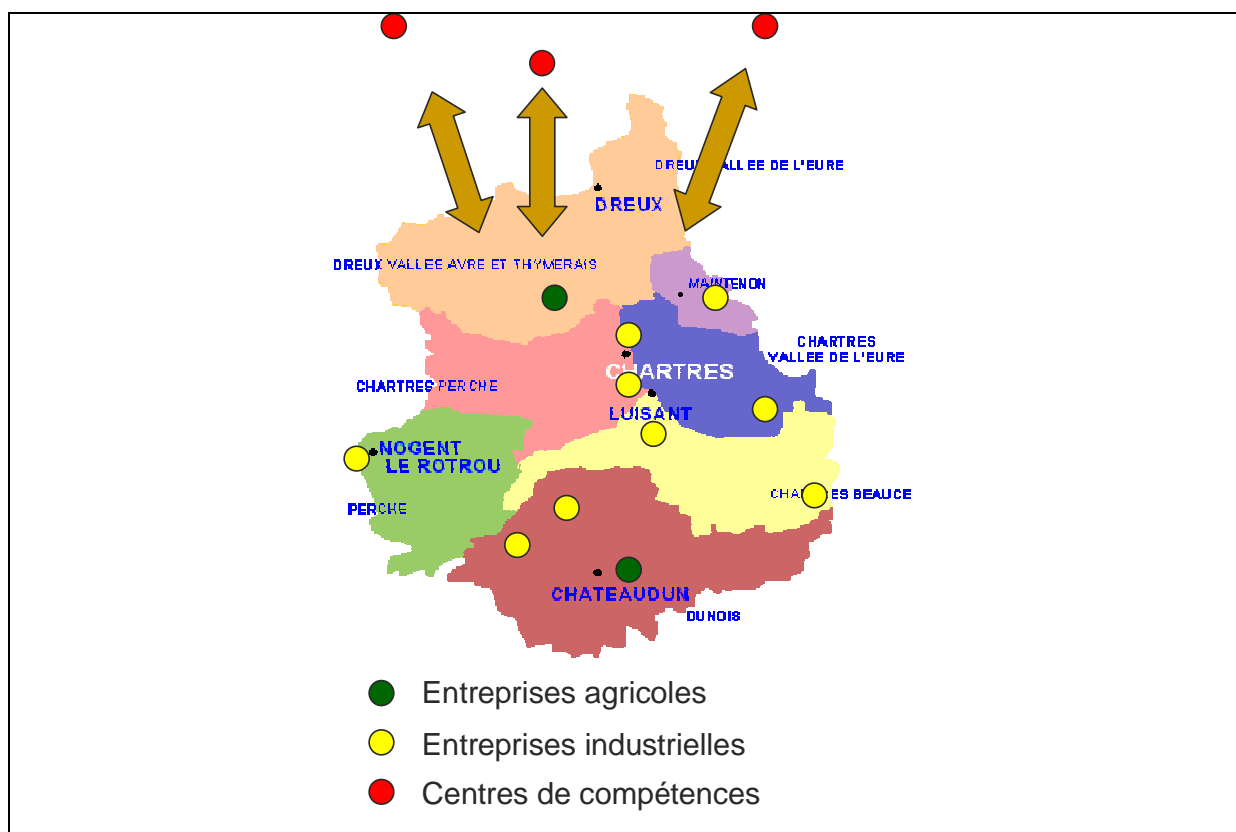 DREUX VALLEE DE L'EURE
DREUX
DREUX VALLEE AVRE ET THYMERAIS
MAINTENON
CHARTRES
VALLEE DE L'EURE
CHARTRES
CHARTRES PERCHE
LUISANT
NOGENT
LE ROTROU
CHARTRES BEAUCE
PERCHE
CHATEAUDUN
DUNOIS
Entreprises agricoles
Entreprises industrielles
Centres de compétences